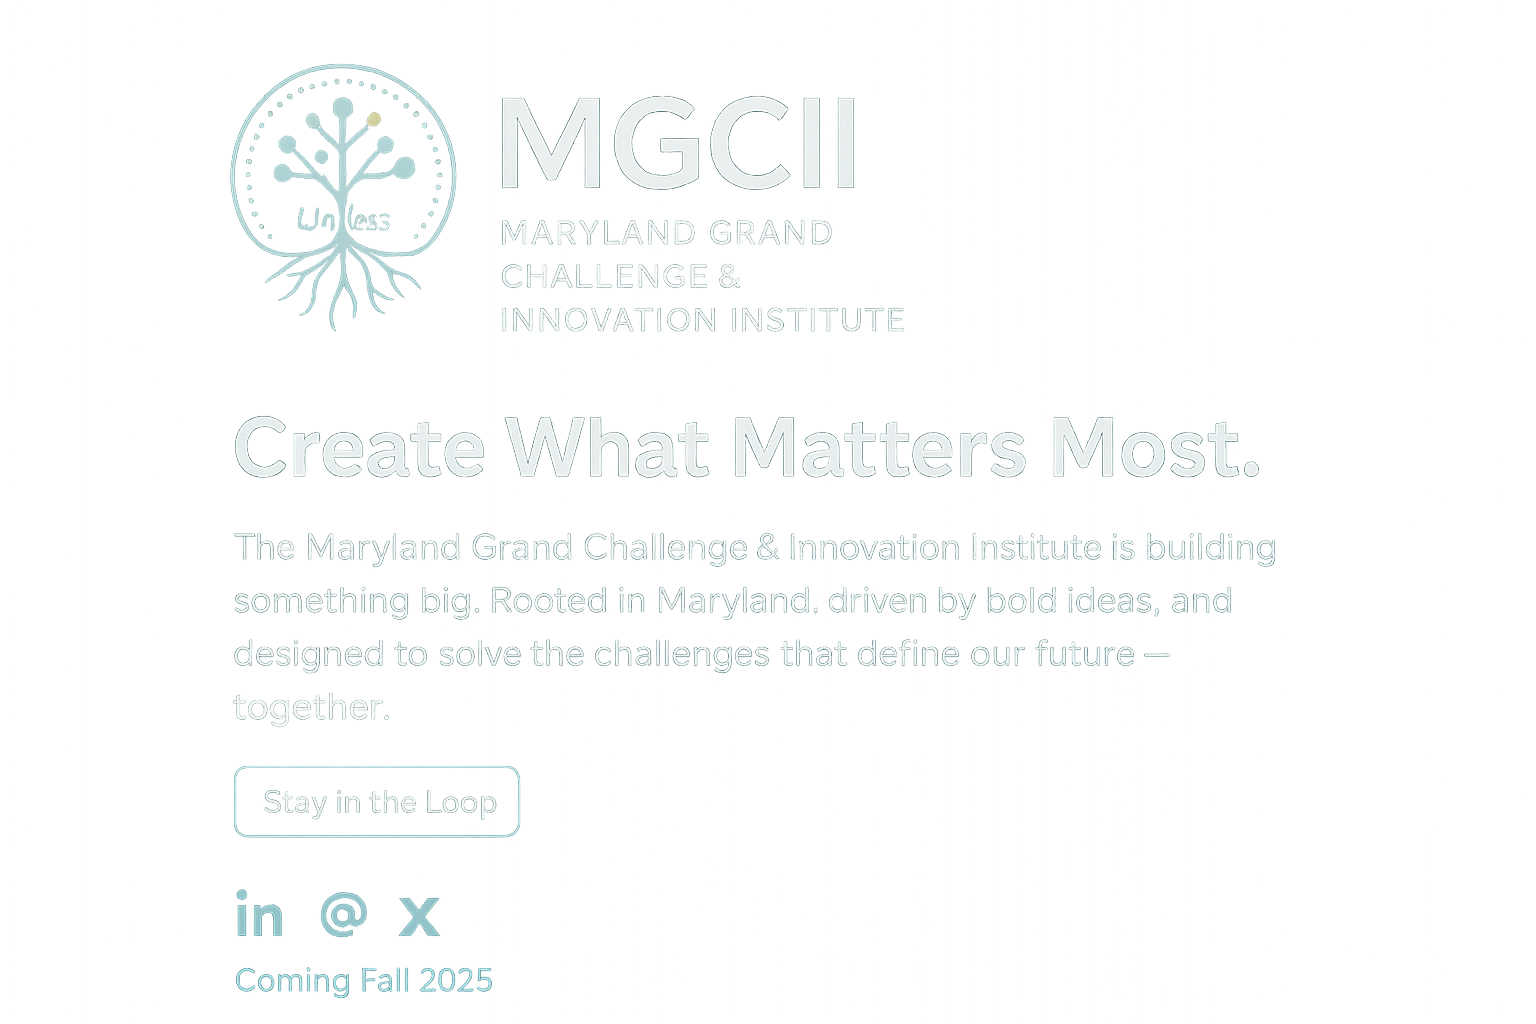 Unless
MGCII
MARYLAND GRAND
CHALLENGE &
INNOVATION INSTITUTE
Create What Matters Most.
The Maryland Grand Challenge & Innovation Institute is building
something big. Rooted in Maryland, driven by bold ideas, and
designed to solve the challenges that define our future —
together.
Stay in the Loop
in @ X
Coming Fall 2025